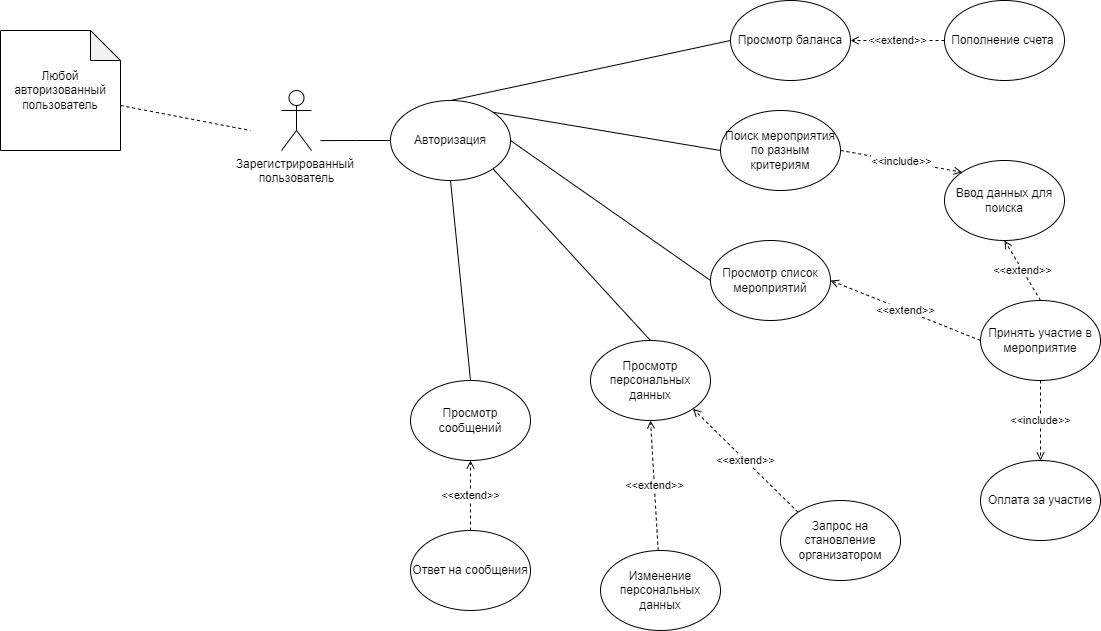 Любой
авторизованный
пользователь
Зарегистрированный
пользователь
Авторизация
Просмотр баланса
<<extend>>
Пополнение счета
Поиск мероприятия
по разным
критериям
<<include>>
Ввод данных для
поиска
<<extend>>
Просмотр список
мероприятий
<<extend>>
Принять участие в
мероприятие
<<include>>
Оплата за участие
Просмотр
персональных
данных
<<extend>>
<<extend>>
Запрос на
становление
организатором
Изменение
персональных
данных
Просмотр
сообщений
<<extend>>
Ответ на сообщения